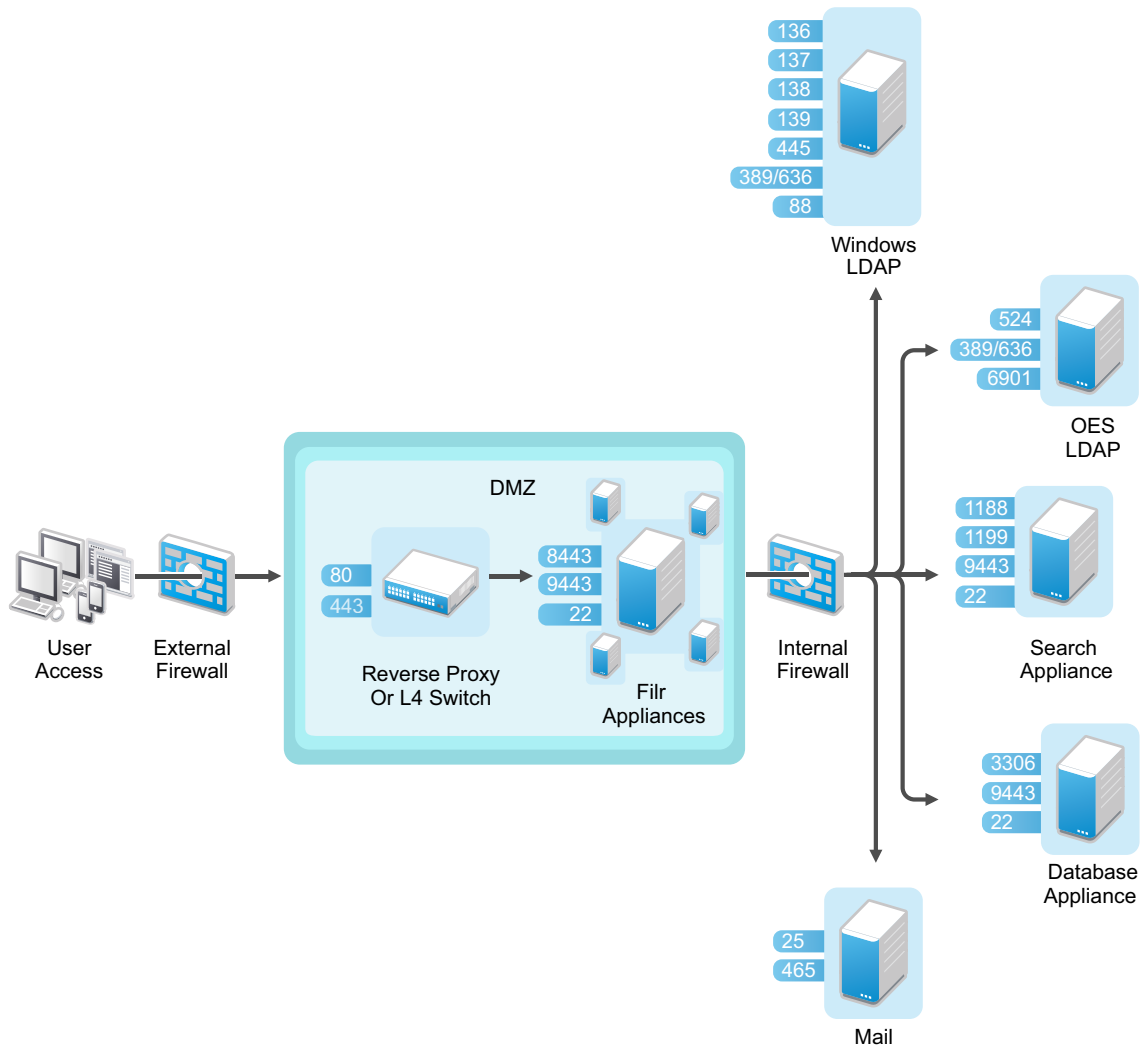 136
137
138
139
445
389/636
88
Windows
LDAP
524
389/636
6901
OES
LDAP
DMZ
80
443
Reverse Proxy
Or L4 Switch
8443
9443
22
Filr
Appliances
User
Access
External
Firewall
Internal
Firewall
1188
1199
9443
22
Search
Appliance
3306
9443
22
Database
Appliance
25
465
Mail